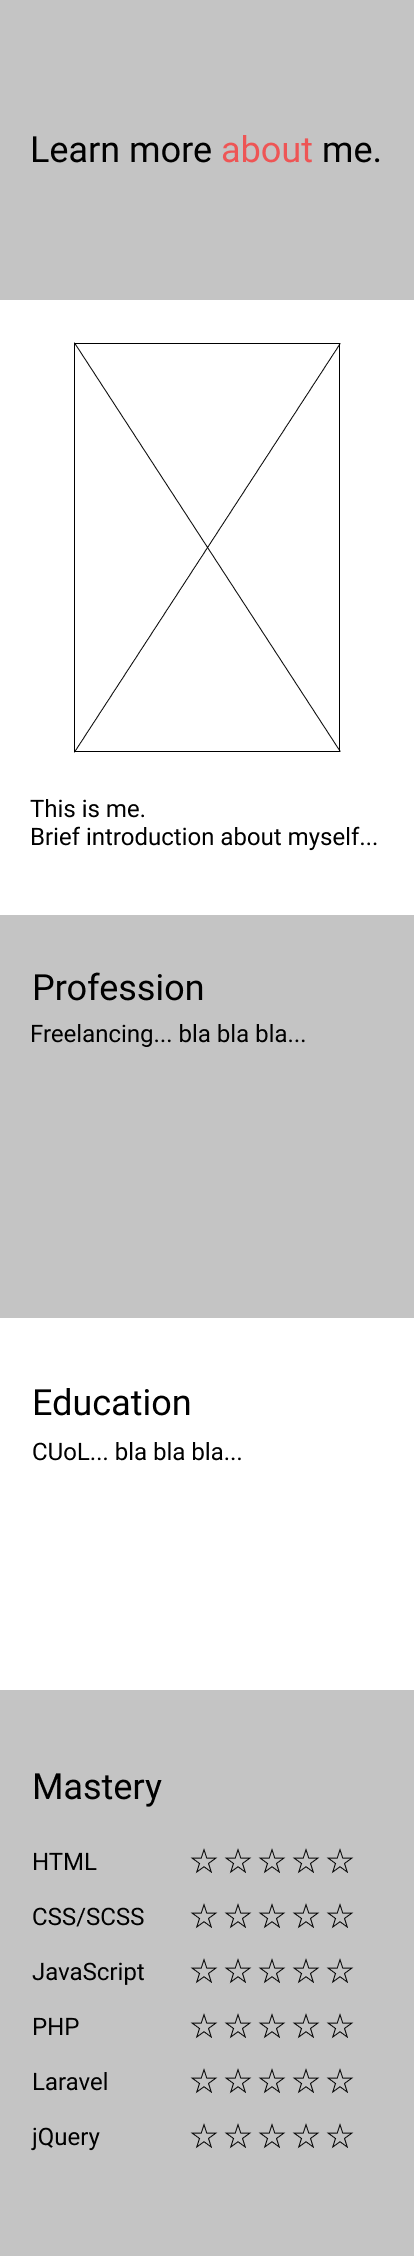 Learn more about me.
This is me.
Brief introduction about myself...
Profession
Freelancing... bla bla bla...
Education
CUoL... bla bla bla...
Mastery
HTML ☆☆☆☆☆
CSS/SCSS ☆☆☆☆☆
JavaScript ☆☆☆☆☆
PHP ☆☆☆☆☆
Laravel ☆☆☆☆☆
jQuery ☆☆☆☆☆